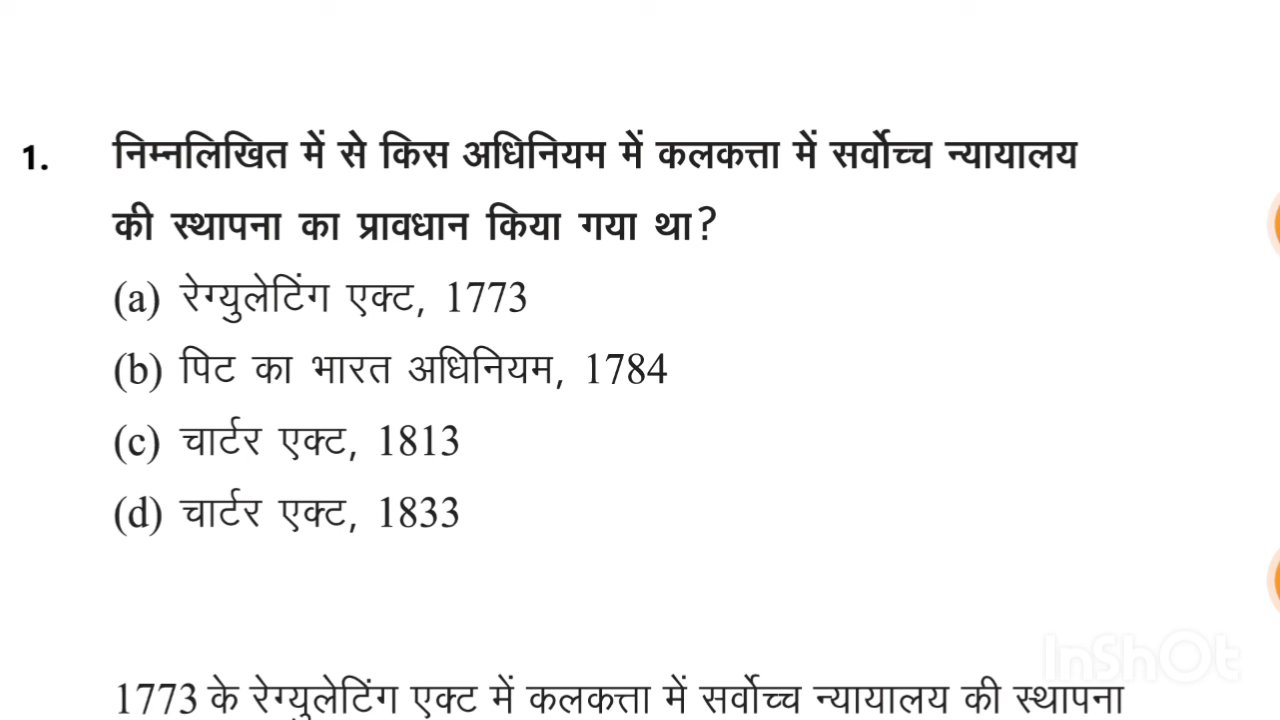 1. निम्नलिखित में से किस अधिनियम में कलकत्ता में सर्वोच्च न्यायालय
की स्थापना का प्रावधान किया गया था?
(a) रेग्युलेटिंग एक्ट, 1773
(b) पिट का भारत अधिनियम, 1784
(c) चार्टर एक्ट, 1813
(d) चार्टर एक्ट, 1833
InShOt
1773 के रेग्युलेटिंग एक्ट में कलकत्ता में सर्वोच्च न्यायालय की स्थापना